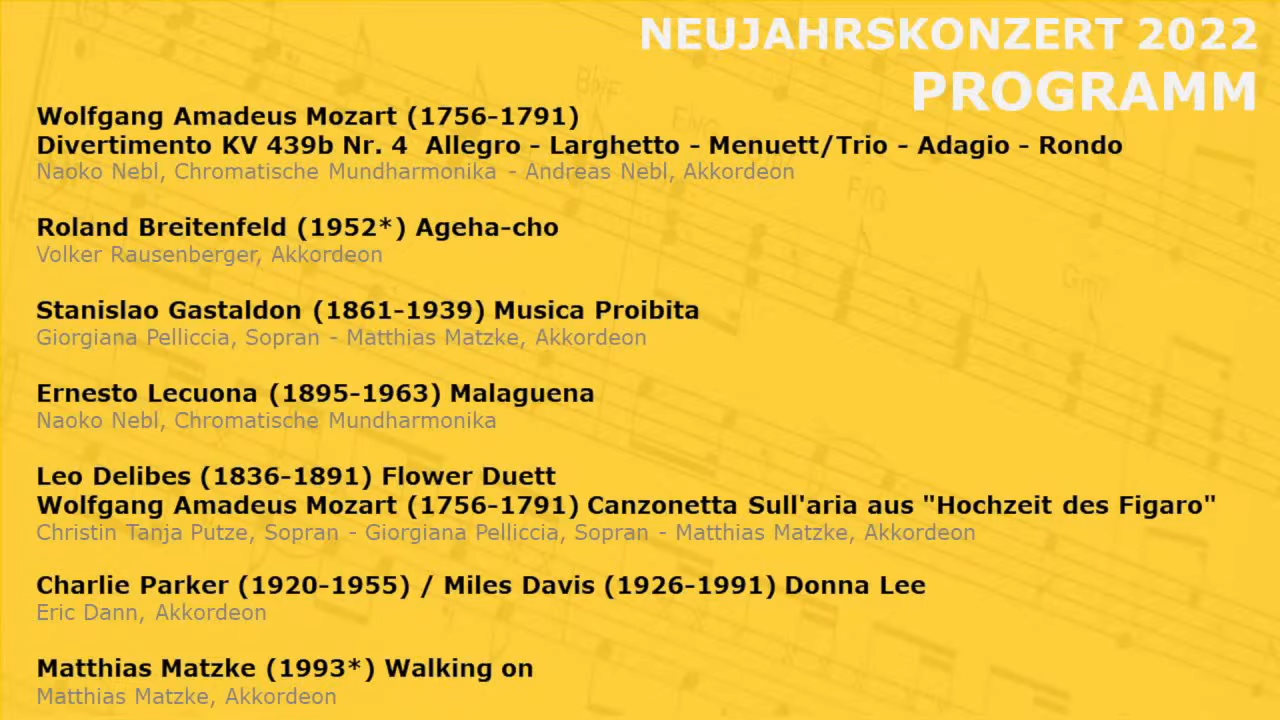 NEUJAHRSKONZERT 2022
PROGRAMM
Wolfgang Amadeus Mozart (1756-1791)
Divertimento KV 439b Nr. 4  Allegro - Larghetto - Menuett/Trio - Adagio - Rondo
Naoko Nebl, Chromatische Mundharmonika - Andreas Nebl, Akkordeon
Roland Breitenfeld (1952*) Ageha-cho
Volker Rausenberger, Akkordeon
Stanislao Gastaldon (1861-1939) Musica Proibita
Giorgiana Pelliccia, Sopran - Matthias Matzke, Akkordeon
Ernesto Lecuona (1895-1963) Malaguena
Naoko Nebl, Chromatische Mundharmonika
Leo Delibes (1836-1891) Flower Duett
Wolfgang Amadeus Mozart (1756-1791) Canzonetta Sull'aria aus "Hochzeit des Figaro"
Christin Tanja Putze, Sopran - Giorgiana Pelliccia, Sopran - Matthias Matzke, Akkordeon
Charlie Parker (1920-1955) / Miles Davis (1926-1991) Donna Lee
Eric Dann, Akkordeon
Matthias Matzke (1993*) Walking on
Matthias Matzke, Akkordeon